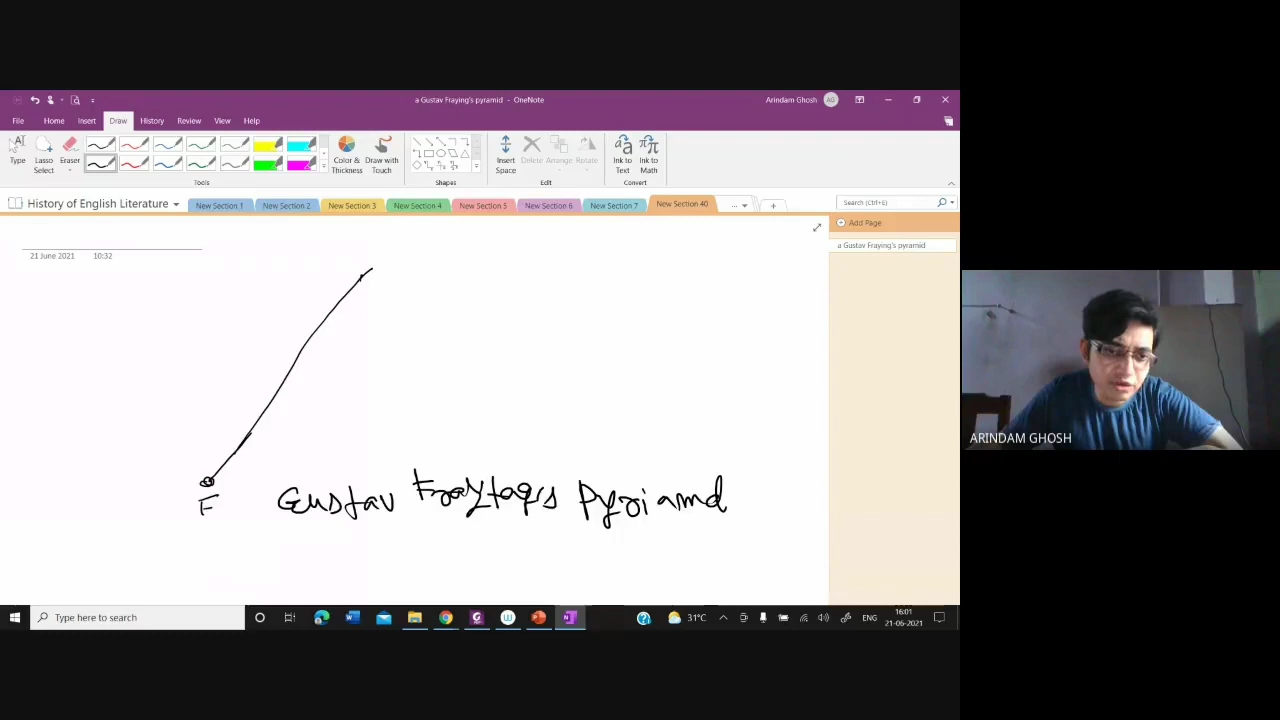 a Gustav Fraying's pyramid - OneNote
Arindam Ghosh AG
File Home Insert Draw History Review View Help
Type Lasso Select Eraser Color & Thickness Draw with Touch Insert Space Delete Arrange Rotate Ink to Text Ink to Math
Tools Shapes Edit Convert
History of English Literature New Section 1 New Section 2 New Section 3 New Section 4 New Section 5 New Section 6 New Section 7 New Section 40 ... Search (Ctrl+E)
Add Page
a Gustav Fraying's pyramid
21 June 2021 10:32
ARINDAM GHOSH
F
Gustav Fraytag's Pyriamd
Type here to search 31°C ENG 16:01
21-06-2021